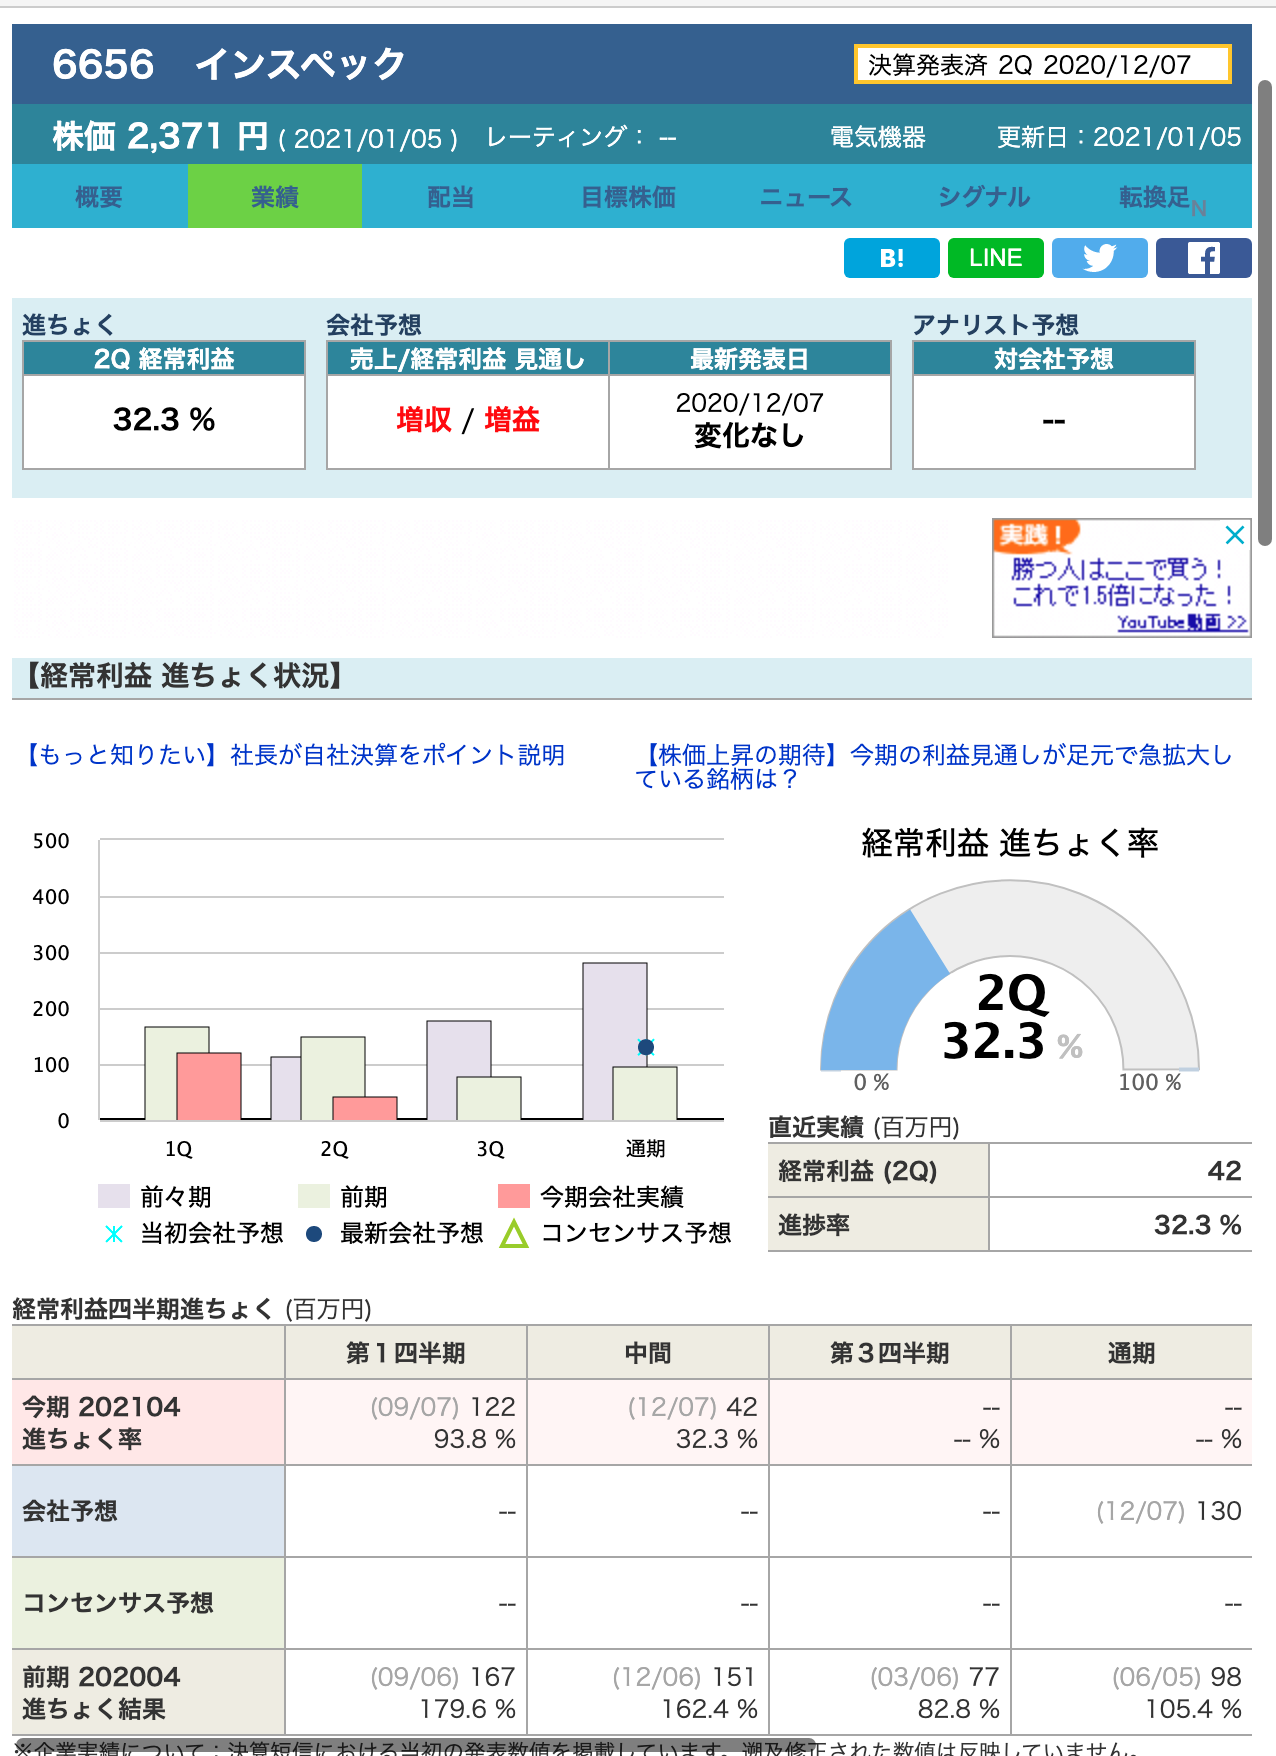 6656 インスペック
決算発表済 2Q 2020/12/07
株価 2,371 円 ( 2021/01/05 ) レーティング： -- 電気機器 更新日：2021/01/05
概要 業績 配当 目標株価 ニュース シグナル 転換足N
B! LINE
進ちょく 会社予想 アナリスト予想
2Q 経常利益 売上/経常利益 見通し 最新発表日 対会社予想
32.3 % 増収 / 増益 2020/12/07 --
変化なし
実践！
勝つ人はここで買う！
これで1.5倍になった！
YouTube動画 >>
【経常利益 進ちょく状況】
【もっと知りたい】社長が自社決算をポイント説明
【株価上昇の期待】今期の利益見通しが足元で急拡大し
ている銘柄は？
500
400
300
200
100
0
1Q 2Q 3Q 通期
前々期 前期 今期会社実績
当初会社予想 最新会社予想 コンセンサス予想
経常利益 進ちょく率
2Q
32.3 %
0 % 100 %
直近実績 (百万円)
経常利益 (2Q) 42
進捗率 32.3 %
経常利益四半期進ちょく (百万円)
第１四半期 中間 第３四半期 通期
今期 202104 (09/07) 122 (12/07) 42 -- --
進ちょく率 93.8 % 32.3 % -- % -- %
会社予想 -- -- -- (12/07) 130
コンセンサス予想 -- -- -- --
前期 202004 (09/06) 167 (12/06) 151 (03/06) 77 (06/05) 98
進ちょく結果 179.6 % 162.4 % 82.8 % 105.4 %
※企業実績について：決算短信における当初の発表数値を掲載しています。遡及修正された数値は反映していません。